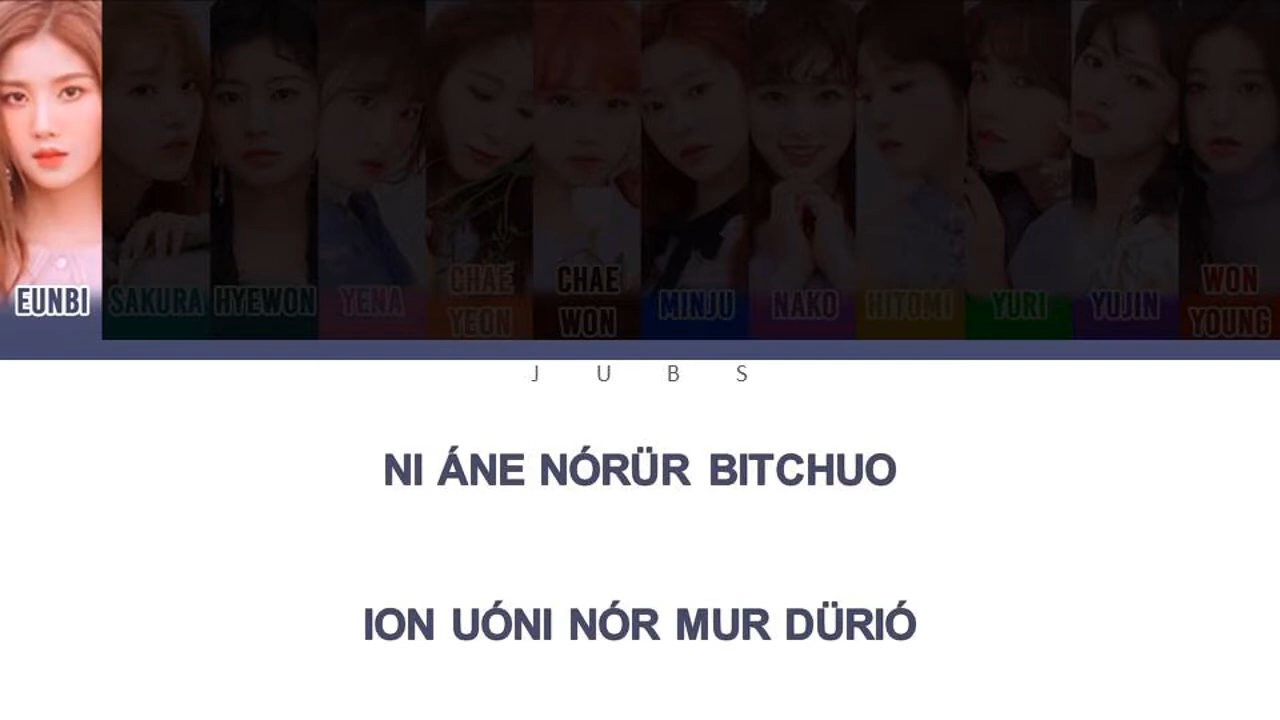 EUNBI SAKURA HYEWON YENA CHAE YEON CHAE WON MINJU NAKO HITOMI YURI YUJIN WON YOUNG
J U B S
NI ÁNE NÓRÜR BITCHUO
ION UÓNI NÓR MUR DÜRIÓ